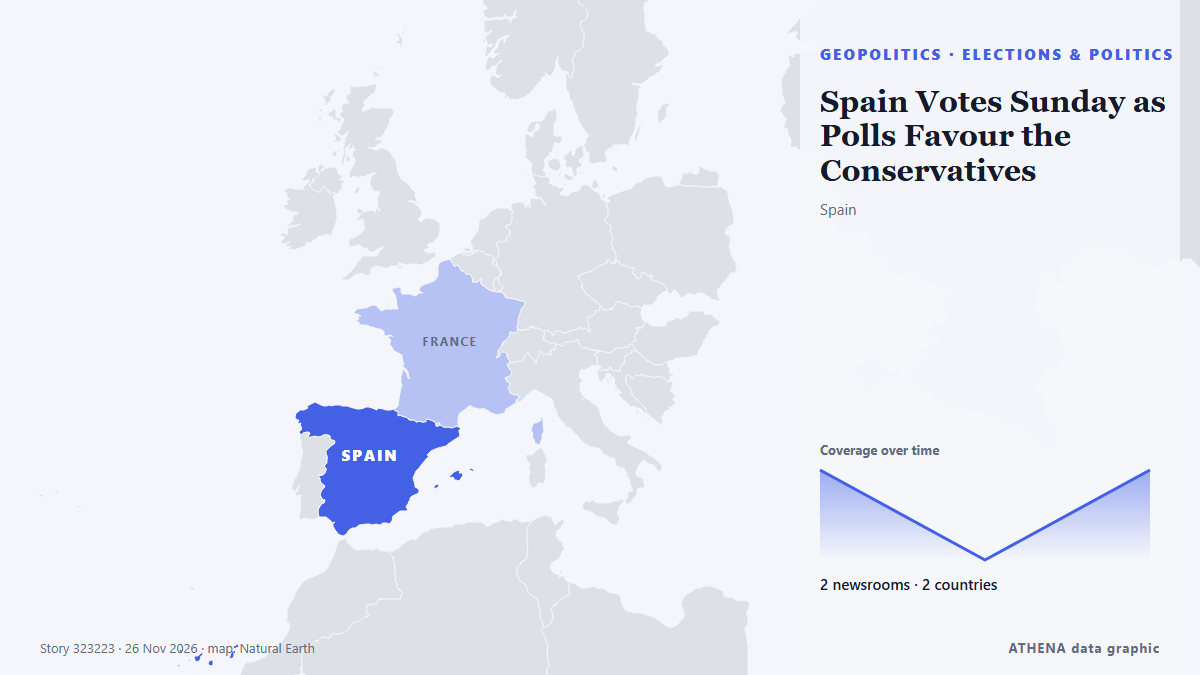 GEOPOLITICS · ELECTIONS & POLITICS
Spain Votes Sunday as
Polls Favour the
Conservatives
Spain
FRANCE
SPAIN
Coverage over time
2 newsrooms · 2 countries
Story 323223 · 26 Nov 2026 · map: Natural Earth
ATHENA data graphic